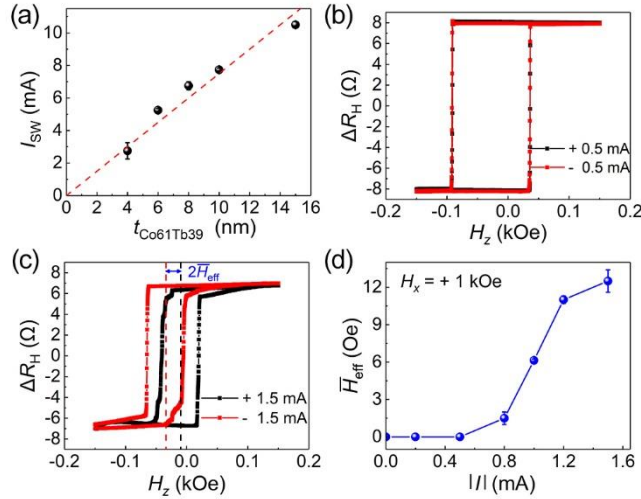 (a)
I_SW (mA)
12
10
8
6
4
2
0
0 2 4 6 8 10 12 14 16
t_Co61Tb39 (nm)
(b)
ΔR_H (Ω)
8
6
4
2
0
-2
-4
-6
-8
+ 0.5 mA
- 0.5 mA
-0.2 -0.1 0.0 0.1 0.2
H_z (kOe)
(c)
2H̅_eff
ΔR_H (Ω)
8
6
4
2
0
-2
-4
-6
-8
+ 1.5 mA
- 1.5 mA
-0.2 -0.1 0.0 0.1 0.2
H_z (kOe)
(d)
H_x = + 1 kOe
H̅_eff (Oe)
12
9
6
3
0
0.0 0.4 0.8 1.2 1.6
|I| (mA)